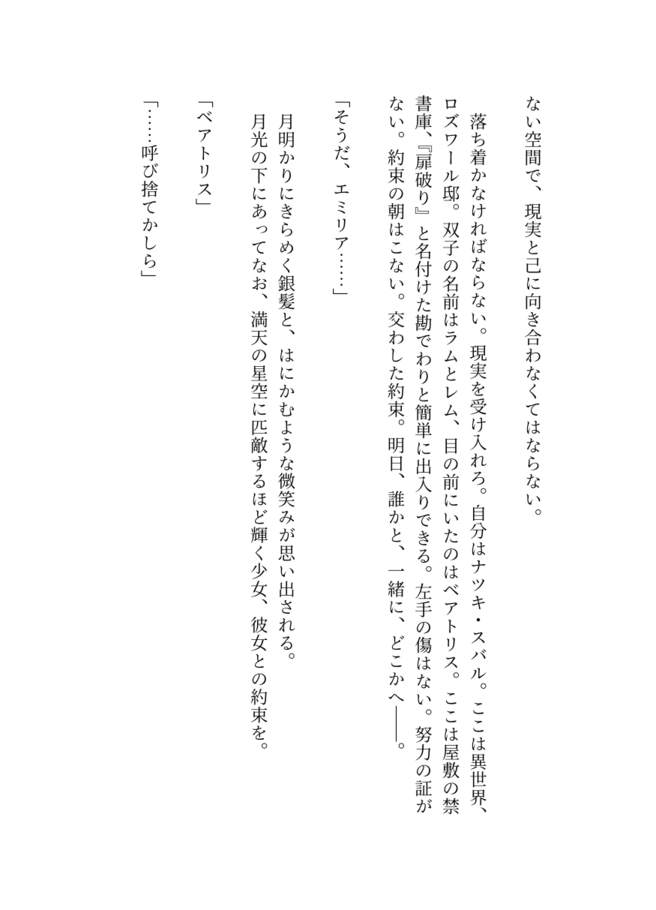 ない空間で、現実と己に向き合わなくてはならない。
落ち着かなければならない。現実を受け入れろ。自分はナツキ・スバル。ここは異世界、
ロズワール邸。双子の名前はラムとレム、目の前にいたのはベアトリス。ここは屋敷の禁
書庫、『扉破り』と名付けた勘でわりと簡単に出入りできる。左手の傷はない。努力の証が
ない。約束の朝はこない。交わした約束。明日、誰かと、一緒に、どこかへ――。
「そうだ、エミリア……」
月明かりにきらめく銀髪と、はにかむような微笑みが思い出される。
月光の下にあってなお、満天の星空に匹敵するほど輝く少女、彼女との約束を。
「ベアトリス」
「……呼び捨てかしら」